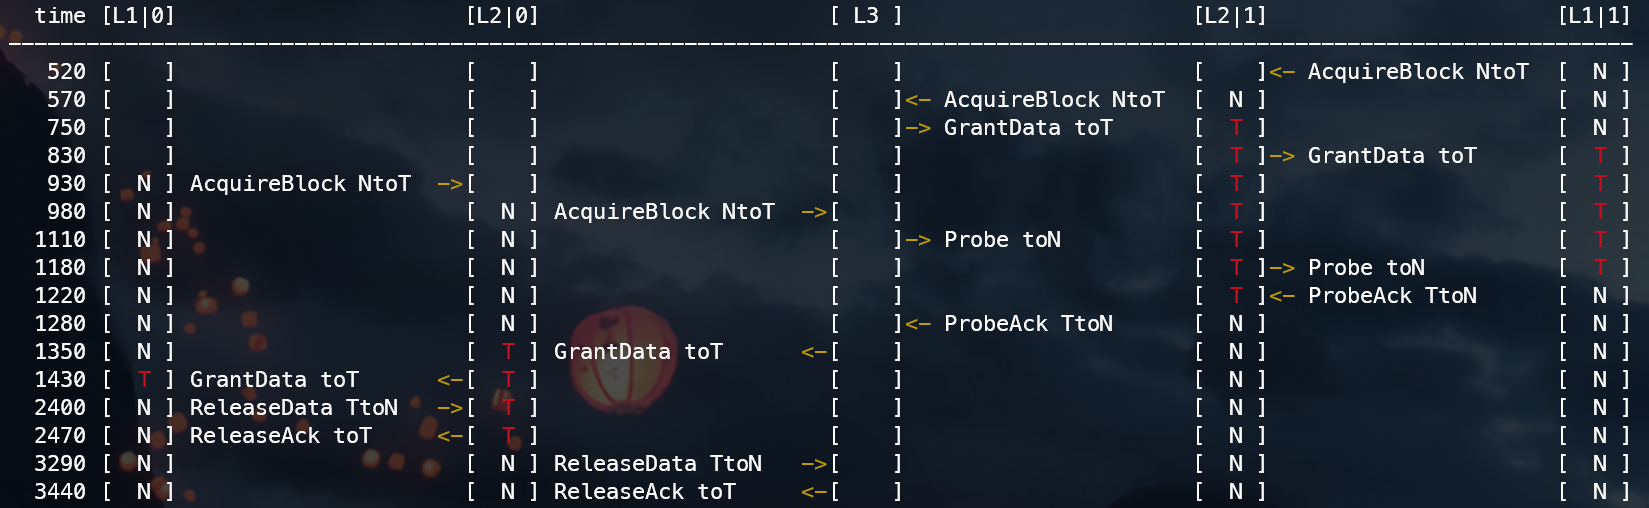 time [L1|0] [L2|0] [ L3 ] [L2|1] [L1|1]
520 [ ] [ ] [ ] [ ]<— AcquireBlock NtoT [ N ]
570 [ ] [ ] [ ]<— AcquireBlock NtoT [ N ] [ N ]
750 [ ] [ ] [ ]—> GrantData toT [ T ] [ N ]
830 [ ] [ ] [ ] [ T ]—> GrantData toT [ T ]
930 [ N ] AcquireBlock NtoT —>[ ] [ ] [ T ] [ T ]
980 [ N ] [ N ] AcquireBlock NtoT —>[ ] [ T ] [ T ]
1110 [ N ] [ N ] [ ]—> Probe toN [ T ] [ T ]
1180 [ N ] [ N ] [ ] [ T ]—> Probe toN [ T ]
1220 [ N ] [ N ] [ ] [ T ]<— ProbeAck TtoN [ N ]
1280 [ N ] [ N ] [ ]<— ProbeAck TtoN [ N ] [ N ]
1350 [ N ] [ T ] GrantData toT <—[ ] [ N ] [ N ]
1430 [ T ] GrantData toT <—[ T ] [ ] [ N ] [ N ]
2400 [ N ] ReleaseData TtoN —>[ T ] [ ] [ N ] [ N ]
2470 [ N ] ReleaseAck toT <—[ T ] [ ] [ N ] [ N ]
3290 [ N ] [ N ] ReleaseData TtoN —>[ ] [ N ] [ N ]
3440 [ N ] [ N ] ReleaseAck toT <—[ ] [ N ] [ N ]